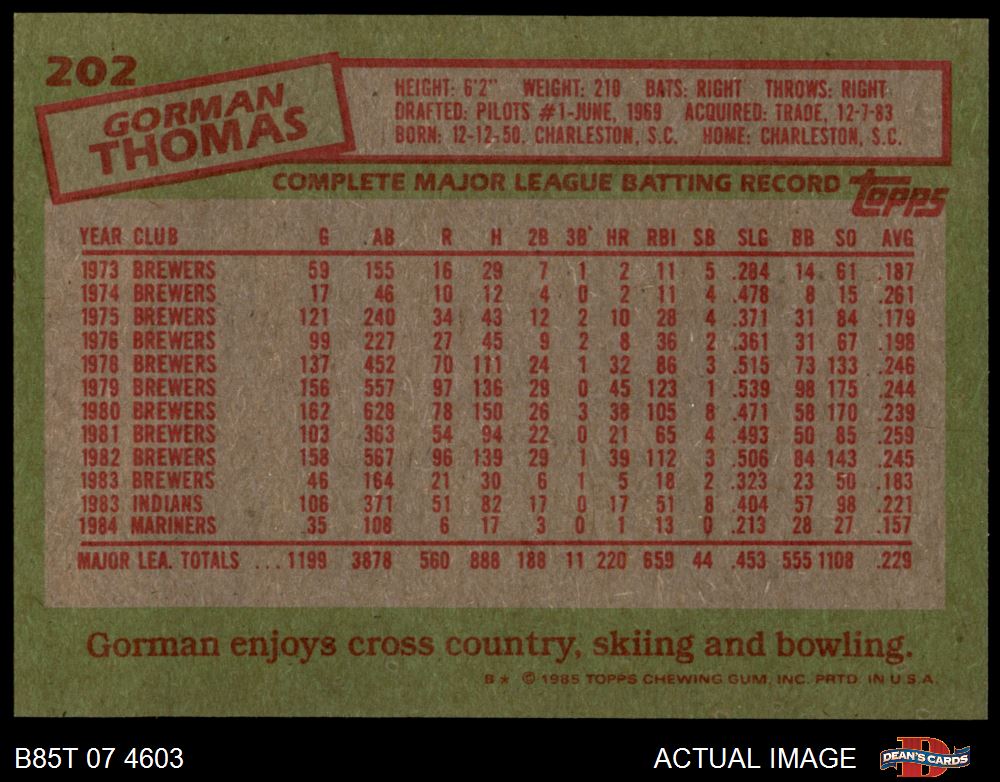 202
GORMAN
THOMAS
HEIGHT: 6'2" WEIGHT: 210 BATS: RIGHT THROWS: RIGHT
DRAFTED: PILOTS #1-JUNE, 1969 ACQUIRED: TRADE, 12-7-83
BORN: 12-12-50, CHARLESTON, S.C. HOME: CHARLESTON, S.C.
COMPLETE MAJOR LEAGUE BATTING RECORD topps
YEAR CLUB G AB R H 2B 3B HR RBI SB SLG BB SO AVG
1973 BREWERS 59 155 16 29 7 1 2 11 5 .284 14 61 .187
1974 BREWERS 17 46 10 12 4 0 2 11 4 .478 8 15 .261
1975 BREWERS 121 240 34 43 12 2 10 28 4 .371 31 84 .179
1976 BREWERS 99 227 27 45 9 2 8 36 2 .361 31 67 .198
1978 BREWERS 137 452 70 111 24 1 32 86 3 .515 73 133 .246
1979 BREWERS 156 557 97 136 29 0 45 123 1 .539 98 175 .244
1980 BREWERS 162 628 78 150 26 3 38 105 8 .471 58 170 .239
1981 BREWERS 103 363 54 94 22 0 21 65 4 .493 50 85 .259
1982 BREWERS 158 567 96 139 29 1 39 112 3 .506 84 143 .245
1983 BREWERS 46 164 21 30 6 1 5 18 2 .323 23 50 .183
1983 INDIANS 106 371 51 82 17 0 17 51 8 .404 57 98 .221
1984 MARINERS 35 108 6 17 3 0 1 13 0 .213 28 27 .157
MAJOR LEA. TOTALS ... 1199 3878 560 888 188 11 220 659 44 .453 555 1108 .229
Gorman enjoys cross country, skiing and bowling.
B* © 1985 TOPPS CHEWING GUM, INC. PRTD. IN U.S.A.
B85T 07 4603 ACTUAL IMAGE DEAN'S CARDS